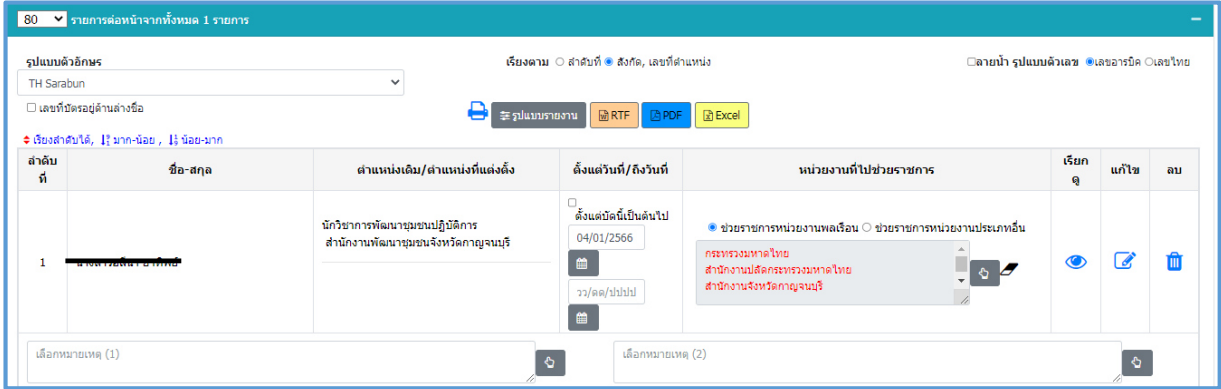 80 รายการต่อหน้าจากทั้งหมด 1 รายการ
รูปแบบตัวอักษร เรียงตาม ลำดับที่ สังกัด, เลขที่ตำแหน่ง ลายน้ำ รูปแบบตัวเลข เลขอารบิค เลขไทย
TH Sarabun
เลขที่บัตรอยู่ด้านล่างชื่อ รูปแบบรายงาน RTF PDF Excel
เรียงลำดับได้, มาก-น้อย , น้อย-มาก
ลำดับที่ ชื่อ-สกุล ตำแหน่งเดิม/ตำแหน่งที่แต่งตั้ง ตั้งแต่วันที่/ถึงวันที่ หน่วยงานที่ไปช่วยราชการ เรียกดู แก้ไข ลบ
1
นักวิชาการพัฒนาชุมชนปฏิบัติการ
สำนักงานพัฒนาชุมชนจังหวัดกาญจนบุรี
ตั้งแต่บัดนี้เป็นต้นไป
04/01/2566
วว/ดด/ปปปป
ช่วยราชการหน่วยงานพลเรือน ช่วยราชการหน่วยงานประเภทอื่น
กระทรวงมหาดไทย
สำนักงานปลัดกระทรวงมหาดไทย
สำนักงานจังหวัดกาญจนบุรี
เลือกหมายเหตุ (1) เลือกหมายเหตุ (2)